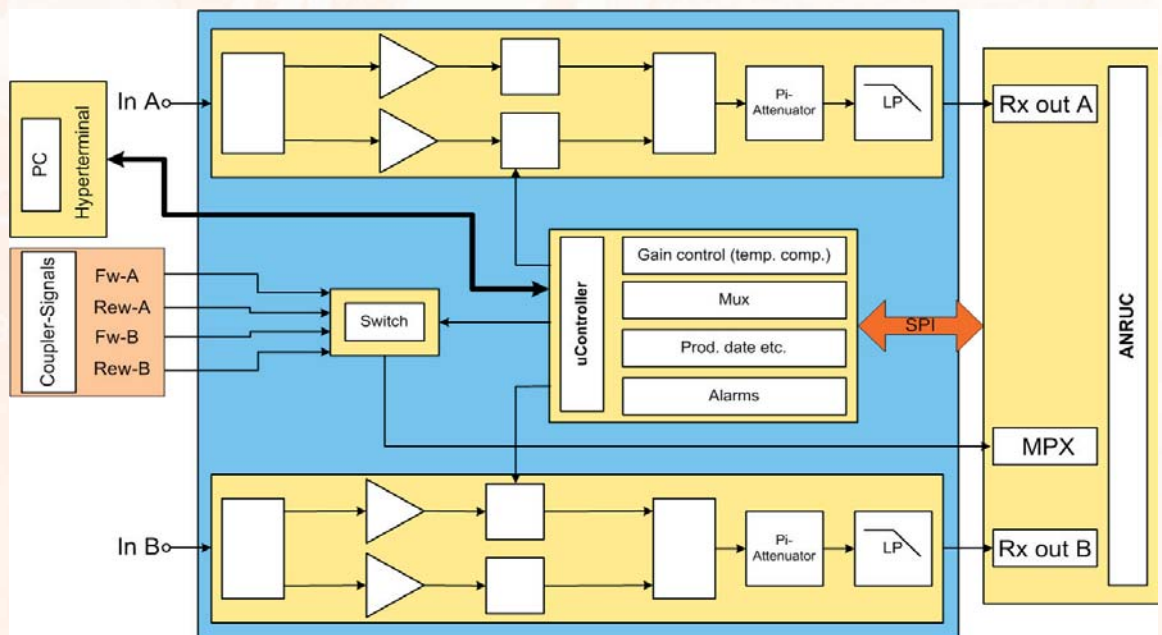 In A
Pi-
Attenuator
LP
Rx out A
PC
Hyperterminal
Coupler-Signals
Fw-A
Rew-A
Fw-B
Rew-B
Switch
uController
Gain control (temp. comp.)
Mux
Prod. date etc.
Alarms
SPI
ANRUC
MPX
In B
Pi-
Attenuator
LP
Rx out B